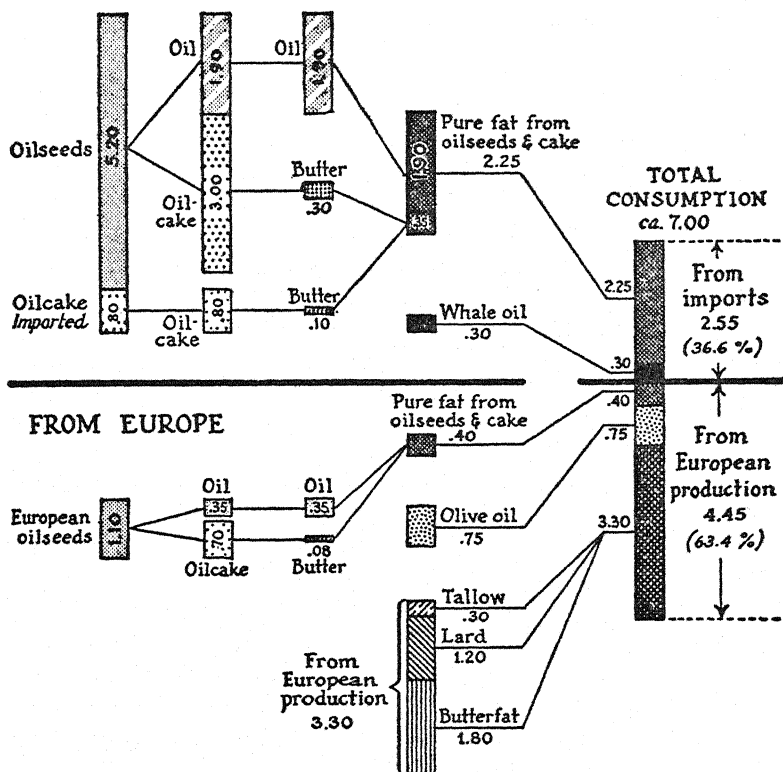 Oilseeds
5.20
Oil
1.90
Oil
1.90
Oil-
cake
3.00
Butter
.30
Oilcake
Imported
.80
Oil-
cake
.80
Butter
.10
1.90
.35
Pure fat from
oilseeds & cake
2.25
Whale oil
.30
TOTAL
CONSUMPTION
ca. 7.00
2.25
.30
From
imports
2.55
(36.6 %)
FROM EUROPE
European
oilseeds
1.10
Oil
.35
Oil
.35
.70
Oilcake
.08
Butter
Pure fat from
oilseeds & cake
.40
Olive oil
.75
From
European
production
3.30
Tallow
.30
Lard
1.20
Butterfat
1.80
.40
.75
3.30
From
European
production
4.45
(63.4 %)